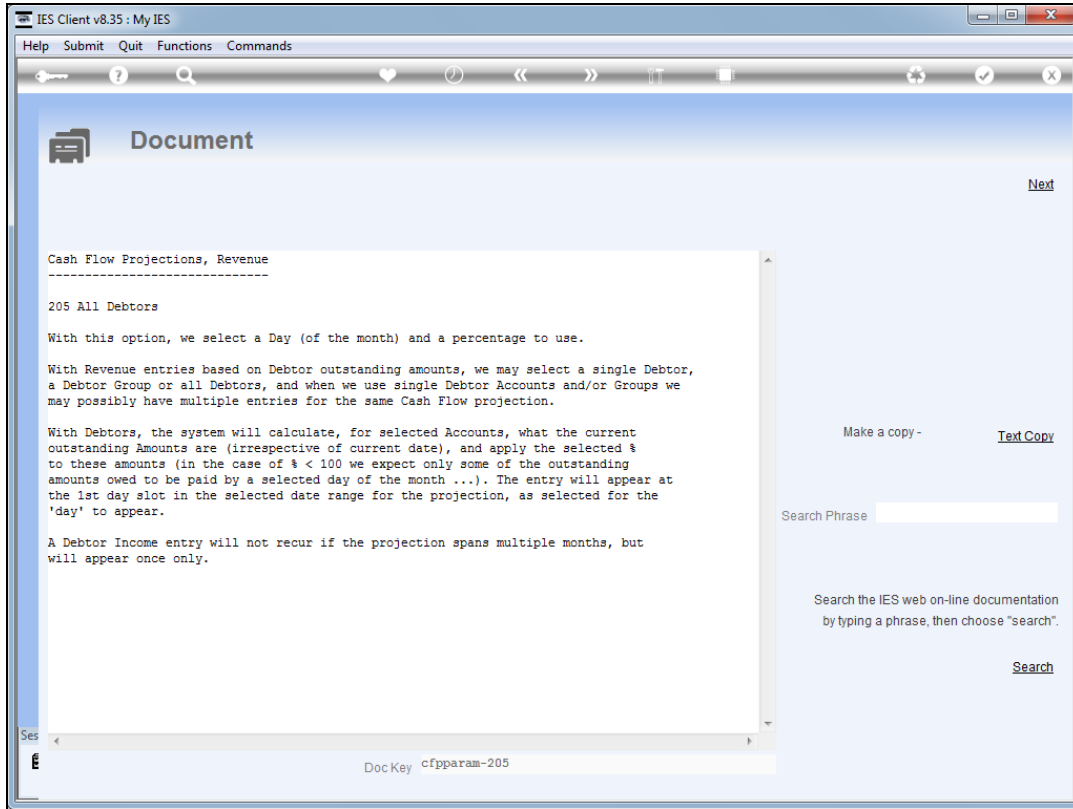 IES Client v8.35 : My IES
Help Submit Quit Functions Commands
Document
Next
Cash Flow Projections, Revenue
------------------------------
205 All Debtors
With this option, we select a Day (of the month) and a percentage to use.
With Revenue entries based on Debtor outstanding amounts, we may select a single Debtor,
a Debtor Group or all Debtors, and when we use single Debtor Accounts and/or Groups we
may possibly have multiple entries for the same Cash Flow projection.
With Debtors, the system will calculate, for selected Accounts, what the current
outstanding Amounts are (irrespective of current date), and apply the selected %
to these amounts (in the case of % < 100 we expect only some of the outstanding
amounts owed to be paid by a selected day of the month ...). The entry will appear at
the 1st day slot in the selected date range for the projection, as selected for the
'day' to appear.
A Debtor Income entry will not recur if the projection spans multiple months, but
will appear once only.
Make a copy -
Text Copy
Search Phrase
Search the IES web on-line documentation
by typing a phrase, then choose "search".
Search
Ses
Doc Key cfpparam-205